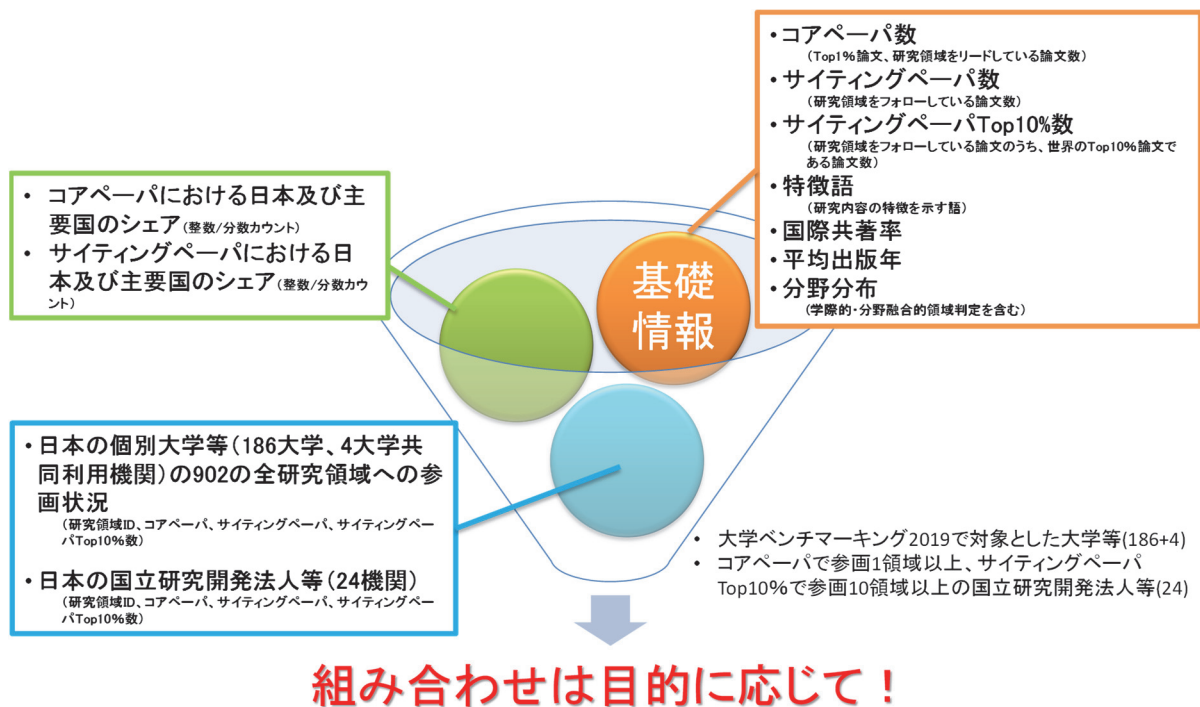 ・コアペーパ数
(Top1%論文、研究領域をリードしている論文数)
・サイティングペーパ数
(研究領域をフォローしている論文数)
・サイティングペーパTop10%数
(研究領域をフォローしている論文のうち、世界のTop10%論文で
ある論文数)
・特徴語
(研究内容の特徴を示す語)
・国際共著率
・平均出版年
・分野分布
(学際的・分野融合的領域判定を含む)
• コアペーパにおける日本及び主
要国のシェア(整数/分数カウント)
• サイティングペーパにおける日
本及び主要国のシェア(整数/分数カウ
ント)
基礎
情報
・日本の個別大学等(186大学、4大学共
同利用機関)の902の全研究領域への参
画状況
(研究領域ID、コアペーパ、サイティングペーパ、サイティングペー
パTop10%数)
・日本の国立研究開発法人等(24機関)
(研究領域ID、コアペーパ、サイティングペーパ、サイティングペー
パTop10%数)
• 大学ベンチマーキング2019で対象とした大学等(186+4)
• コアペーパで参画1領域以上、サイティングペーパ
Top10%で参画10領域以上の国立研究開発法人等(24)
組み合わせは目的に応じて！